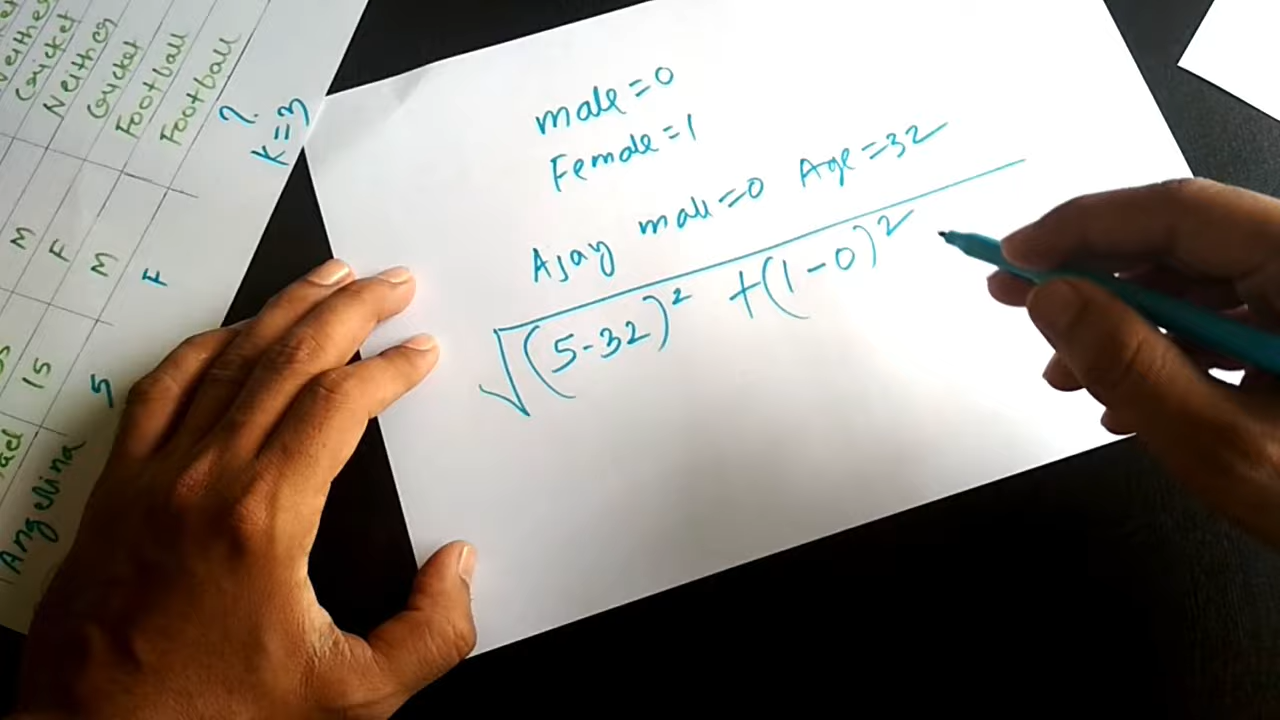 Neither
Cricket
Neither
Cricket
Football
Football
?
K=3
M
F
M
F
15
5
Angelina
male=0
Female=1
Ajay male=0 Age=32
√(5-32)² +(1-0)²